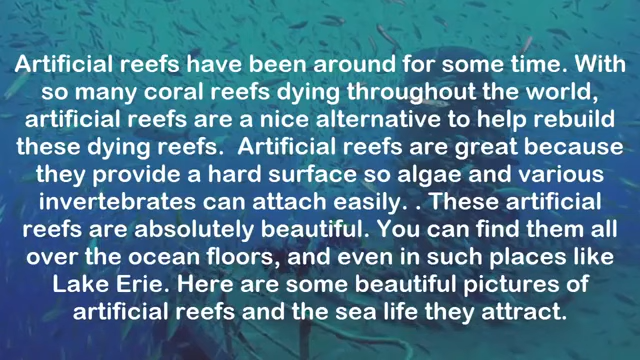 Artificial reefs have been around for some time. With
so many coral reefs dying throughout the world,
artificial reefs are a nice alternative to help rebuild
these dying reefs.  Artificial reefs are great because
they provide a hard surface so algae and various
invertebrates can attach easily. . These artificial
reefs are absolutely beautiful. You can find them all
over the ocean floors, and even in such places like
Lake Erie. Here are some beautiful pictures of
artificial reefs and the sea life they attract.